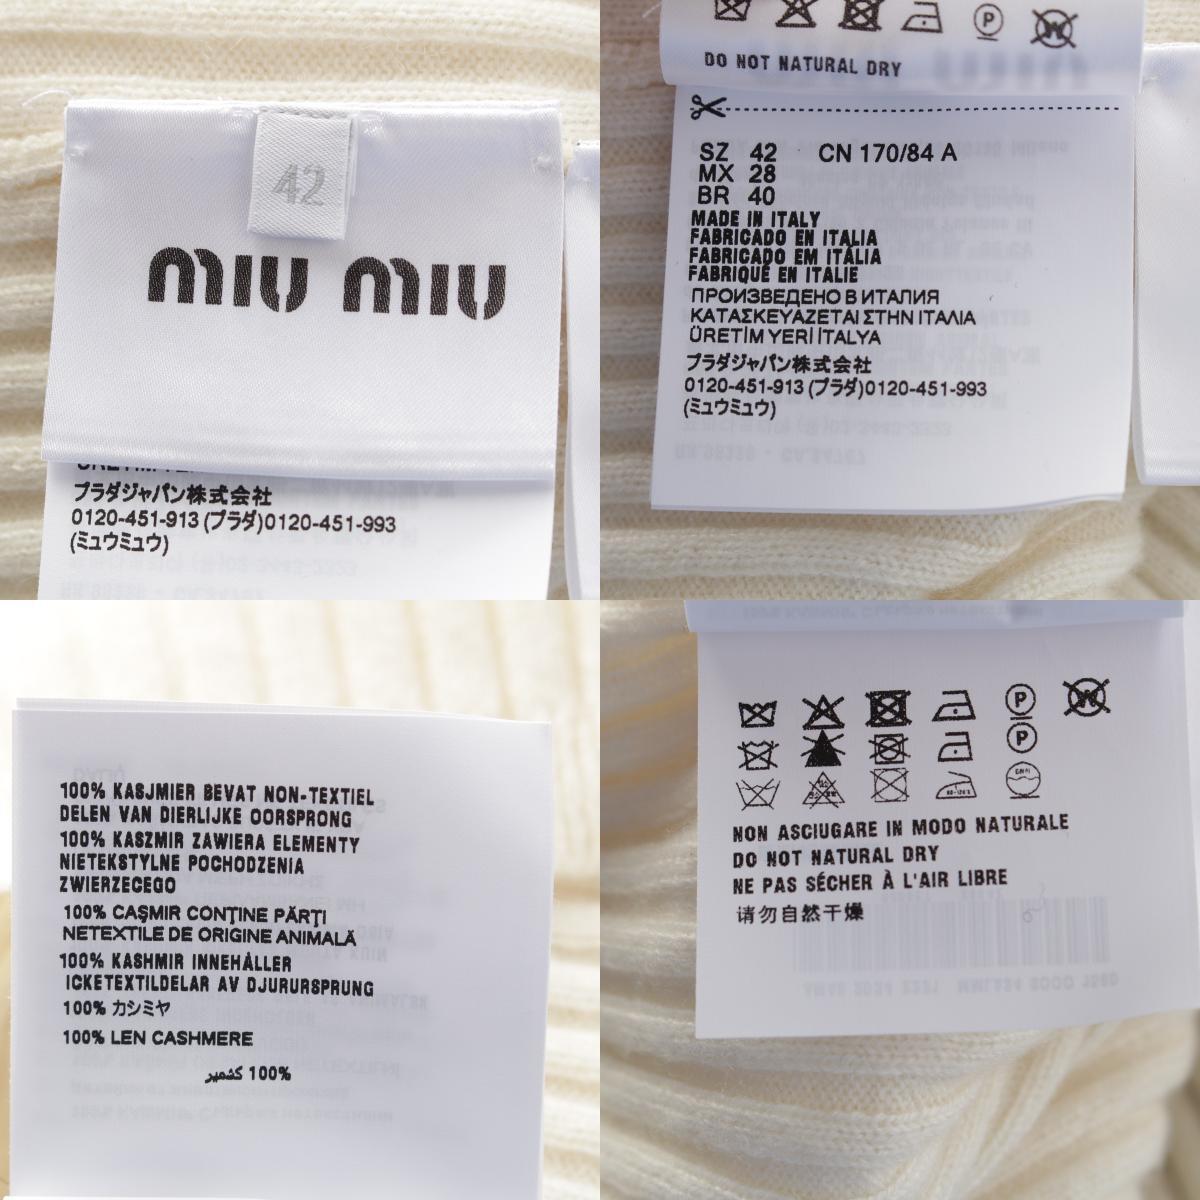 42
miu miu
プラダジャパン株式会社
0120-451-913 (プラダ)0120-451-993
(ミュウミュウ)
P
W
DO NOT NATURAL DRY
SZ 42 CN 170/84 A
MX 28
BR 40
MADE IN ITALY
FABRICADO EN ITALIA
FABRICADO EM ITÁLIA
FABRIQUÉ EN ITALIE
ПРОИЗВЕДЕНО В ИТАЛИЯ
ΚΑΤΑΣΚΕΥΑΖΕΤΑΙ ΣΤΗΝ ΙΤΑΛΙΑ
ÜRETİM YERİ İTALYA
プラダジャパン株式会社
0120-451-913 (プラダ)0120-451-993
(ミュウミュウ)
100% KASJMIER BEVAT NON-TEXTIEL
DELEN VAN DIERLIJKE OORSPRONG
100% KASZMIR ZAWIERA ELEMENTY
NIETEKSTYLNE POCHODZENIA
ZWIERZECEGO
100% CAŞMIR CONŢINE PĂRŢI
NETEXTILE DE ORIGINE ANIMALĂ
100% KASHMIR INNEHÅLLER
ICKETEXTILDELAR AV DJURURSPRUNG
100% カシミヤ
100% LEN CASHMERE
100% كشمير
P
W
P
NON ASCIUGARE IN MODO NATURALE
DO NOT NATURAL DRY
NE PAS SÉCHER À L'AIR LIBRE
请勿自然干燥